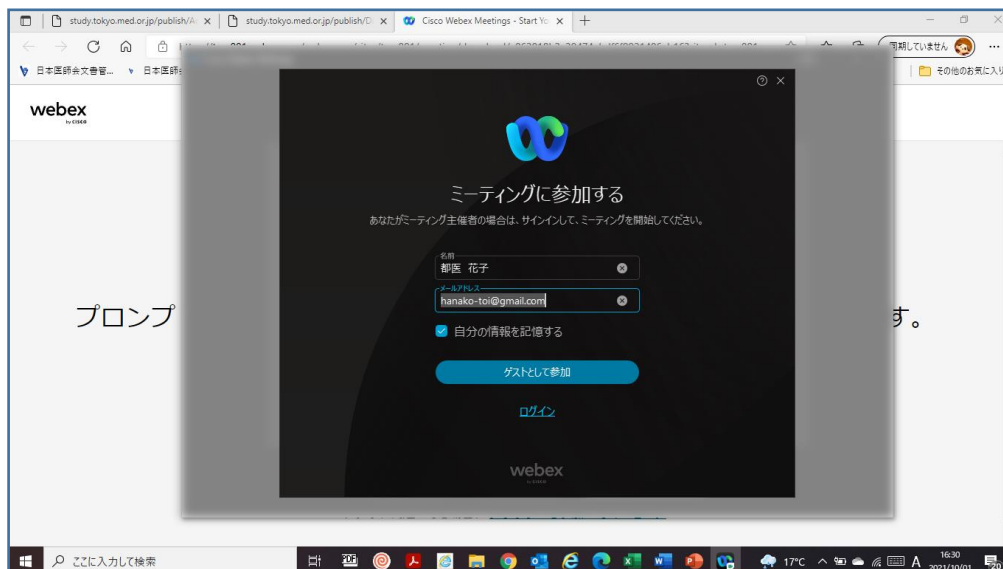 study.tokyo.med.or.jp/publish/
study.tokyo.med.or.jp/publish/D
Cisco Webex Meetings - Start Yo
同期していません
日本医師会文書管...
日本医師
その他のお気に入り
webex
by CISCO
ミーティングに参加する
あなたがミーティング主催者の場合は、サインインして、ミーティングを開始してください。
名前
都医 花子
メールアドレス
hanako-toi@gmail.com
プロンプ
す。
自分の情報を記憶する
ゲストとして参加
ログイン
webex
by CISCO
ここに入力して検索
17°C
A
16:30
2021/10/01
20